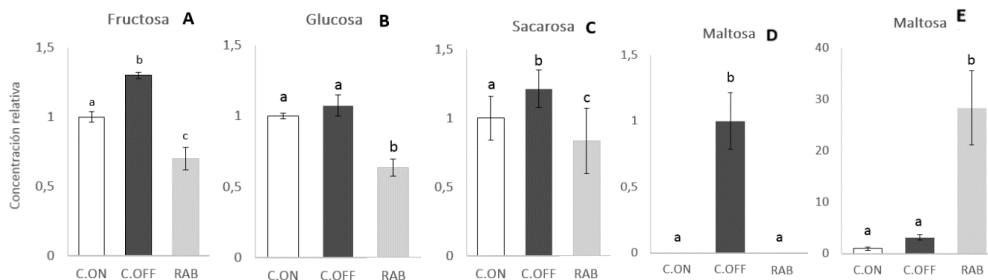 Fructosa A
Concentración relativa
1,5
1
0,5
0
a
b
c
C.ON C.OFF RAB
Glucosa B
1,5
1
0,5
0
a
a
b
C.ON C.OFF RAB
Sacarosa C
1,5
1
0,5
0
a
b
c
C.ON C.OFF RAB
Maltosa D
1,5
1
0,5
0
a
b
a
C.ON C.OFF RAB
Maltosa E
40
30
20
10
0
a
a
b
C.ON C.OFF RAB